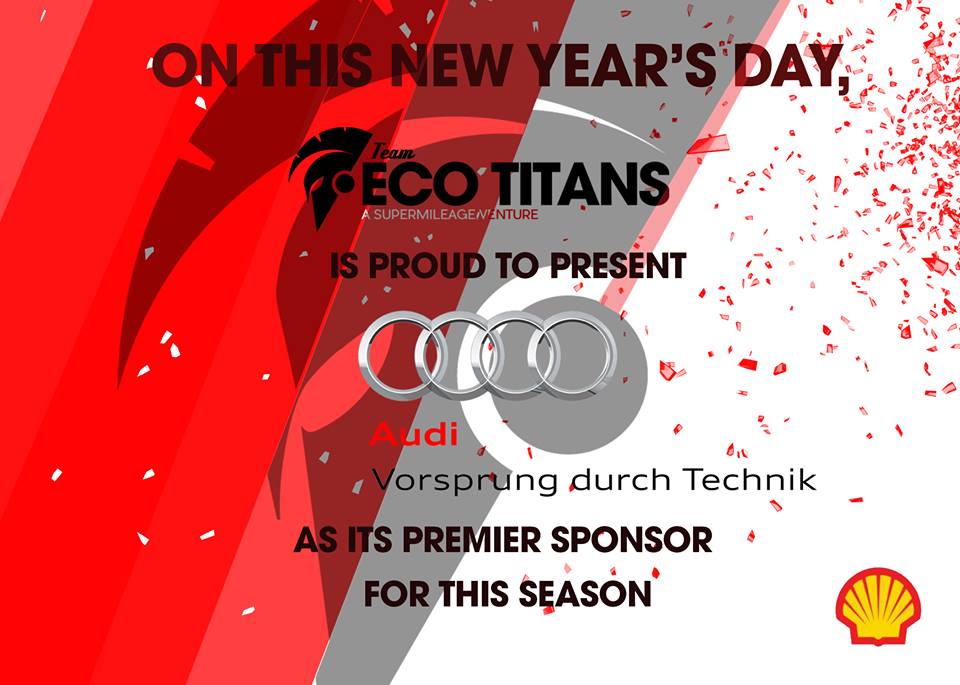 ON THIS NEW YEAR'S DAY,
Team
ECO TITANS
A SUPERMILEAGE VENTURE
IS PROUD TO PRESENT
Audi
Vorsprung durch Technik
AS ITS PREMIER SPONSOR
FOR THIS SEASON